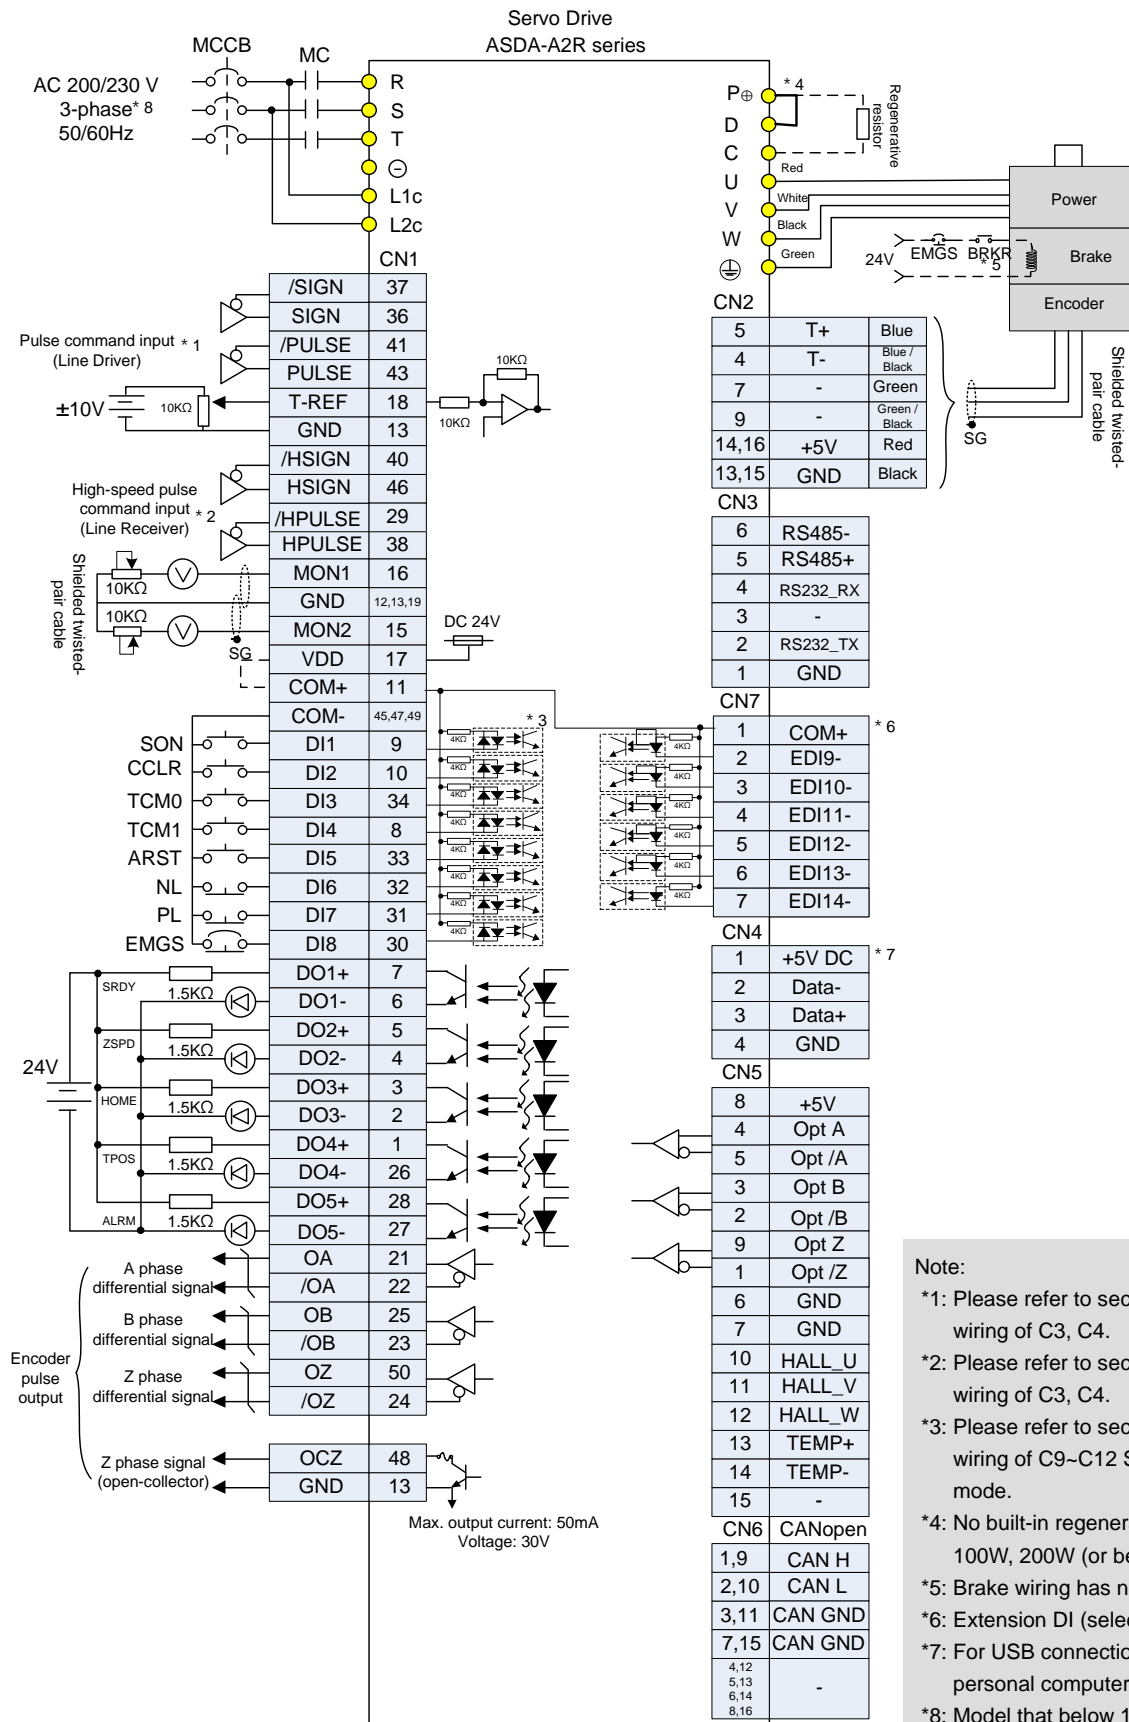 Servo Drive
ASDA-A2R series
MCCB
MC
AC 200/230 V
3-phase* 8
50/60Hz
R
S
T
⊖
L1c
L2c
P⊕
D
C
U
V
W
* 4
Regenerative
resistor
Red
White
Black
Green
Power
24V
EMGS
BRKR
* 5
Brake
Encoder
Shielded twisted-
pair cable
SG
CN1
/SIGN 37
SIGN 36
/PULSE 41
PULSE 43
T-REF 18
GND 13
/HSIGN 40
HSIGN 46
/HPULSE 29
HPULSE 38
MON1 16
GND 12,13,19
MON2 15
VDD 17
COM+ 11
COM- 45,47,49
DI1 9
DI2 10
DI3 34
DI4 8
DI5 33
DI6 32
DI7 31
DI8 30
DO1+ 7
DO1- 6
DO2+ 5
DO2- 4
DO3+ 3
DO3- 2
DO4+ 1
DO4- 26
DO5+ 28
DO5- 27
OA 21
/OA 22
OB 25
/OB 23
OZ 50
/OZ 24
OCZ 48
GND 13
Pulse command input * 1
(Line Driver)
±10V
10KΩ
10KΩ
10KΩ
High-speed pulse
command input * 2
(Line Receiver)
Shielded twisted-
pair cable
10KΩ
10KΩ
SG
DC 24V
SON
CCLR
TCM0
TCM1
ARST
NL
PL
EMGS
* 3
4KΩ
4KΩ
4KΩ
4KΩ
4KΩ
4KΩ
4KΩ
4KΩ
24V
SRDY
1.5KΩ
ZSPD
1.5KΩ
HOME
1.5KΩ
TPOS
1.5KΩ
ALRM
1.5KΩ
Encoder
pulse
output
A phase
differential signal
B phase
differential signal
Z phase
differential signal
Z phase signal
(open-collector)
Max. output current: 50mA
Voltage: 30V
CN2
5 T+ Blue
4 T- Blue /
Black
7 - Green
9 - Green /
Black
14,16 +5V Red
13,15 GND Black
CN3
6 RS485-
5 RS485+
4 RS232_RX
3 -
2 RS232_TX
1 GND
CN7
1 COM+ * 6
2 EDI9-
3 EDI10-
4 EDI11-
5 EDI12-
6 EDI13-
7 EDI14-
4KΩ
4KΩ
4KΩ
4KΩ
4KΩ
4KΩ
CN4
1 +5V DC * 7
2 Data-
3 Data+
4 GND
CN5
8 +5V
4 Opt A
5 Opt /A
3 Opt B
2 Opt /B
9 Opt Z
1 Opt /Z
6 GND
7 GND
10 HALL_U
11 HALL_V
12 HALL_W
13 TEMP+
14 TEMP-
15 -
CN6 CANopen
1,9 CAN H
2,10 CAN L
3,11 CAN GND
7,15 CAN GND
4,12
5,13
6,14
8,16
-
Note:
*1: Please refer to sec
wiring of C3, C4.
*2: Please refer to sec
wiring of C3, C4.
*3: Please refer to sec
wiring of C9~C12 S
mode.
*4: No built-in regener
100W, 200W (or be
*5: Brake wiring has n
*6: Extension DI (selec
*7: For USB connectio
personal computer
*8: Model that below 1